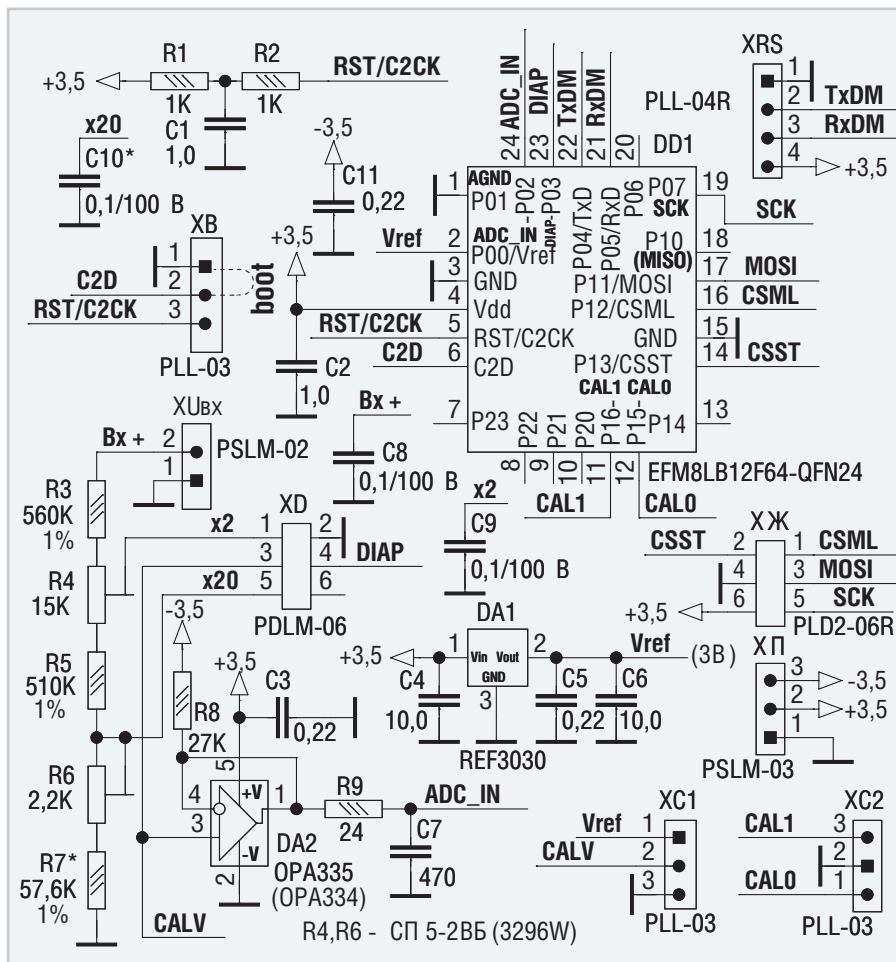 R1 R2 RST/C2CK
+3,5
1K 1K
C1
1,0
x20
C10*
0,1/100 В
-3,5
C11
0,22
XB
1
2
3
boot
C2D
RST/C2CK
PLL-03
+3,5
C2
1,0
Vref
RST/C2CK
C2D
24 ADC_IN
23 DIAP
22 TxDM
21 RxDM
20
DD1
1 AGND P01
2 ADC_IN P00/Vref
3 GND
4 Vdd
5 RST/C2CK
6 C2D
7 P23
-P02
DIAP-P03
P04/TxD
P05/RxD
P06
P07 19
SCK
SCK
P10 18
(MISO)
P11/MOSI 17 MOSI
P12/CSML 16 CSML
GND 15
P13/CSST 14 CSST
CAL1 CAL0
P14 13
P22 P21 P20 P16- P15-
8 9 10 11 12
EFM8LB12F64-QFN24
CAL1 CAL0
XRS
PLL-04R
1
2 TxDM
3 RxDM
4
+3,5
XUвх
Вх +
2
1
PSLM-02
R3
560K
1%
R4
15K
R5
510K
1%
R6
2,2K
R7*
57,6K
1%
Вх +
C8
0,1/100 В
x2
C9
0,1/100 В
XD
x2 1 2
3 4 DIAP
x20 5 6
PDLM-06
-3,5
R8
27K
+3,5
C3
0,22
5
4
3
+V
-V
1
2
DA2
OPA335
(OPA334)
R9
24
ADC_IN
C7
470
CALV
DA1
+3,5
1 Vin Vout 2
GND
3
REF3030
C4
10,0
C5
0,22
C6
10,0
Vref (3В)
ХЖ
CSST 2 1 CSML
4 3 MOSI
6 5 SCK
+3,5
PLD2-06R
ХП
3 -3,5
2 +3,5
1
PSLM-03
XC1
Vref 1
CALV 2
3
PLL-03
XC2
CAL1 3
2
CAL0 1
PLL-03
R4,R6 - СП 5-2ВБ (3296W)